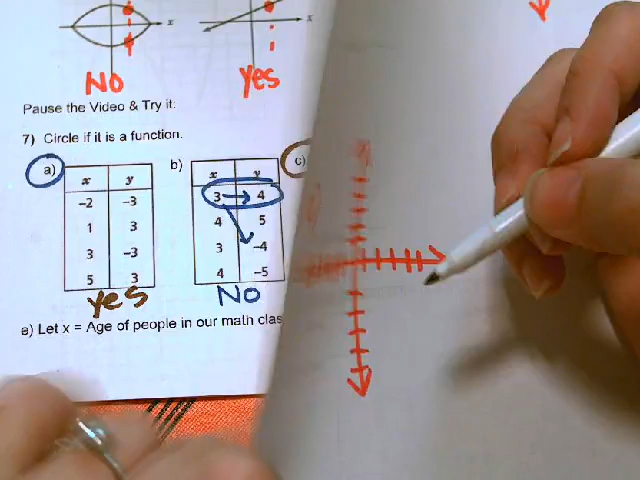 x x
NO Yes
Pause the Video & Try it:
7) Circle if it is a function.
a) b) c)
x y x y
-2 -3 3 4
1 3 4 5
3 -3 3 -4
5 3 4 -5
yes NO
e) Let x = Age of people in our math clas